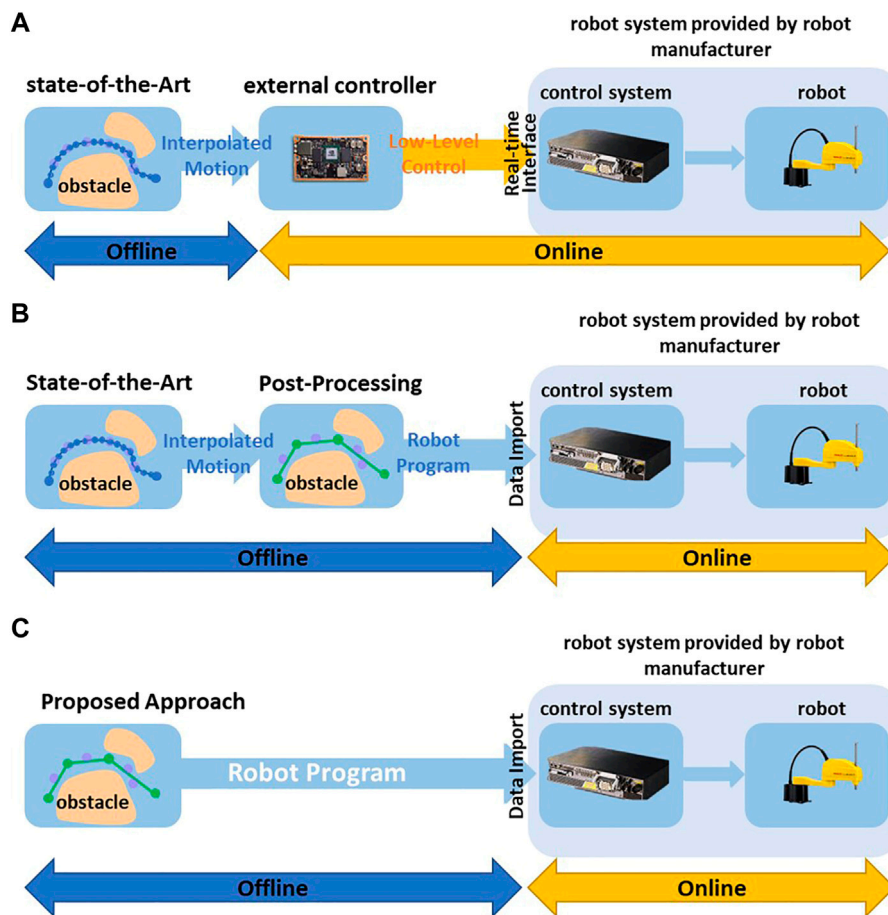 A
robot system provided by robot
manufacturer
state-of-the-Art
external controller
control system
robot
Interpolated
Motion
Low-Level
Control
Real-time
Interface
obstacle
Offline
Online
B
robot system provided by robot
manufacturer
State-of-the-Art
Post-Processing
control system
robot
Interpolated
Motion
Robot
Program
Data Import
obstacle
obstacle
Offline
Online
C
robot system provided by robot
manufacturer
Proposed Approach
control system
robot
Robot Program
Data Import
obstacle
Offline
Online